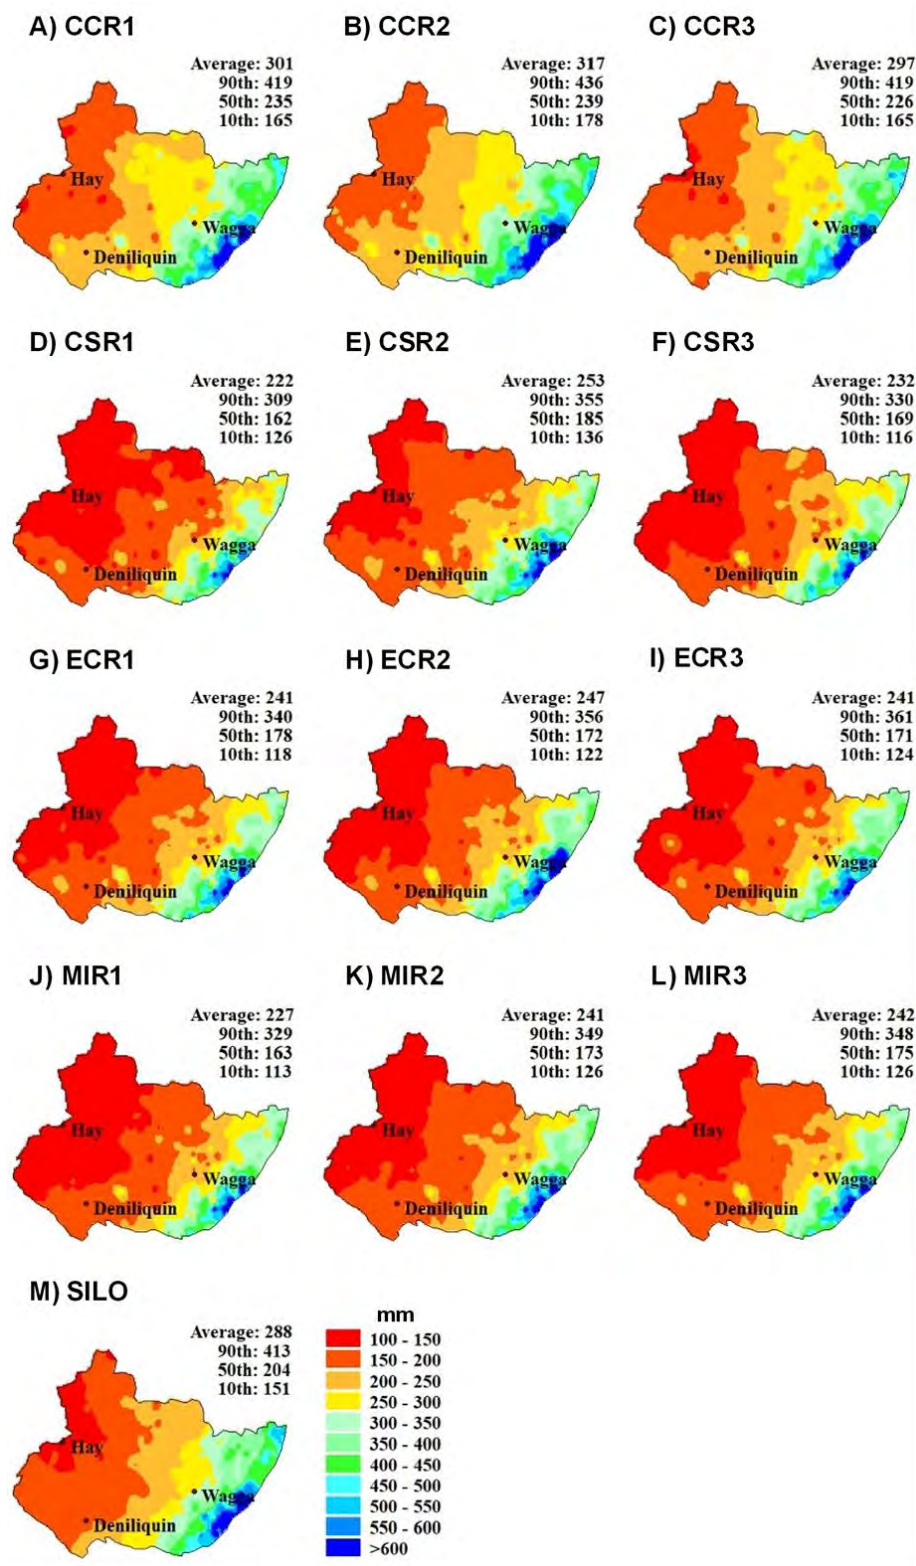 A) CCR1
Average: 301
90th: 419
50th: 235
10th: 165
Hay
Wagga
Deniliquin
B) CCR2
Average: 317
90th: 436
50th: 239
10th: 178
Hay
Wagga
Deniliquin
C) CCR3
Average: 297
90th: 419
50th: 226
10th: 165
Hay
Wagga
Deniliquin
D) CSR1
Average: 222
90th: 309
50th: 162
10th: 126
Hay
Wagga
Deniliquin
E) CSR2
Average: 253
90th: 355
50th: 185
10th: 136
Hay
Wagga
Deniliquin
F) CSR3
Average: 232
90th: 330
50th: 169
10th: 116
Hay
Wagga
Deniliquin
G) ECR1
Average: 241
90th: 340
50th: 178
10th: 118
Hay
Wagga
Deniliquin
H) ECR2
Average: 247
90th: 356
50th: 172
10th: 122
Hay
Wagga
Deniliquin
I) ECR3
Average: 241
90th: 361
50th: 171
10th: 124
Hay
Wagga
Deniliquin
J) MIR1
Average: 227
90th: 329
50th: 163
10th: 113
Hay
Wagga
Deniliquin
K) MIR2
Average: 241
90th: 349
50th: 173
10th: 126
Hay
Wagga
Deniliquin
L) MIR3
Average: 242
90th: 348
50th: 175
10th: 126
Hay
Wagga
Deniliquin
M) SILO
Average: 288
90th: 413
50th: 204
10th: 151
Hay
Wagga
Deniliquin
mm
100 - 150
150 - 200
200 - 250
250 - 300
300 - 350
350 - 400
400 - 450
450 - 500
500 - 550
550 - 600
>600